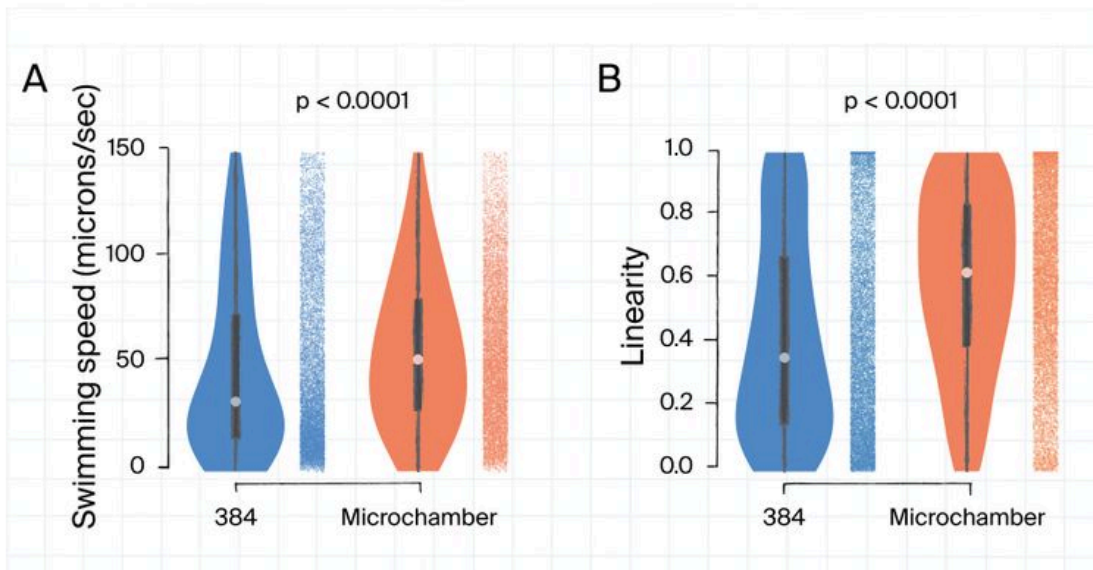 A
p < 0.0001
Swimming speed (microns/sec)
150
100
50
0
384
Microchamber
B
p < 0.0001
Linearity
1.0
0.8
0.6
0.4
0.2
0.0
384
Microchamber